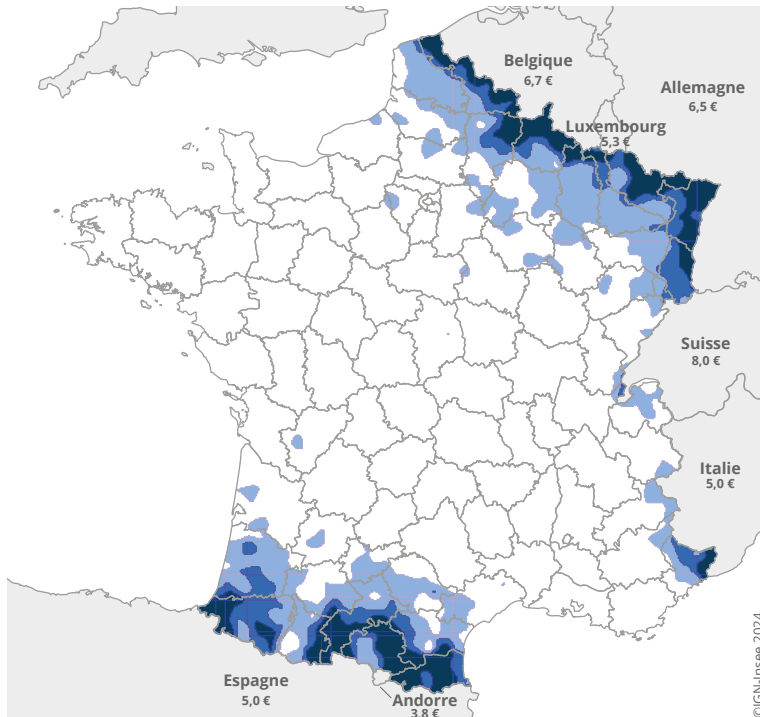 Belgique
6,7 €
Allemagne
6,5 €
Luxembourg
5,3 €
Suisse
8,0 €
Italie
5,0 €
Espagne
5,0 €
Andorre
3,8 €
©IGN-Insee 2024